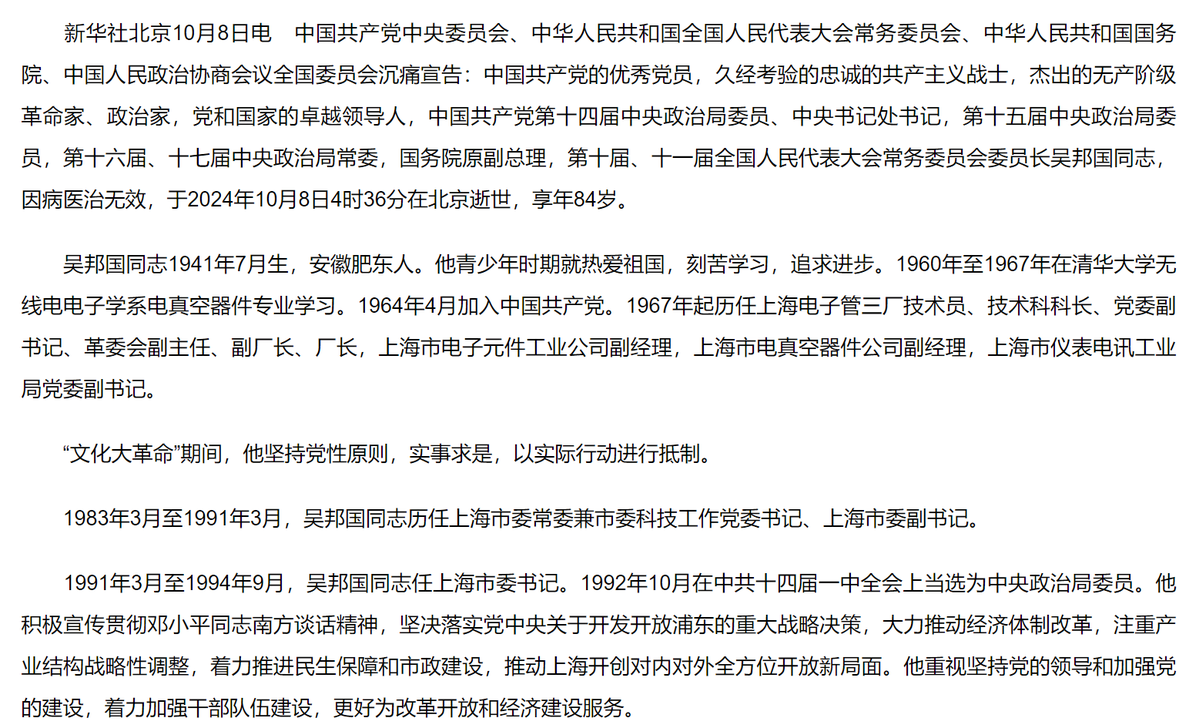 新华社北京10月8日电　中国共产党中央委员会、中华人民共和国全国人民代表大会常务委员会、中华人民共和国国务
院、中国人民政治协商会议全国委员会沉痛宣告：中国共产党的优秀党员，久经考验的忠诚的共产主义战士，杰出的无产阶级
革命家、政治家，党和国家的卓越领导人，中国共产党第十四届中央政治局委员、中央书记处书记，第十五届中央政治局委
员，第十六届、十七届中央政治局常委，国务院原副总理，第十届、十一届全国人民代表大会常务委员会委员长吴邦国同志，
因病医治无效，于2024年10月8日4时36分在北京逝世，享年84岁。
吴邦国同志1941年7月生，安徽肥东人。他青少年时期就热爱祖国，刻苦学习，追求进步。1960年至1967年在清华大学无
线电电子学系电真空器件专业学习。1964年4月加入中国共产党。1967年起历任上海电子管三厂技术员、技术科科长、党委副
书记、革委会副主任、副厂长、厂长，上海市电子元件工业公司副经理，上海市电真空器件公司副经理，上海市仪表电讯工业
局党委副书记。
“文化大革命”期间，他坚持党性原则，实事求是，以实际行动进行抵制。
1983年3月至1991年3月，吴邦国同志历任上海市委常委兼市委科技工作党委书记、上海市委副书记。
1991年3月至1994年9月，吴邦国同志任上海市委书记。1992年10月在中共十四届一中全会上当选为中央政治局委员。他
积极宣传贯彻邓小平同志南方谈话精神，坚决落实党中央关于开发开放浦东的重大战略决策，大力推动经济体制改革，注重产
业结构战略性调整，着力推进民生保障和市政建设，推动上海开创对内对外全方位开放新局面。他重视坚持党的领导和加强党
的建设，着力加强干部队伍建设，更好为改革开放和经济建设服务。